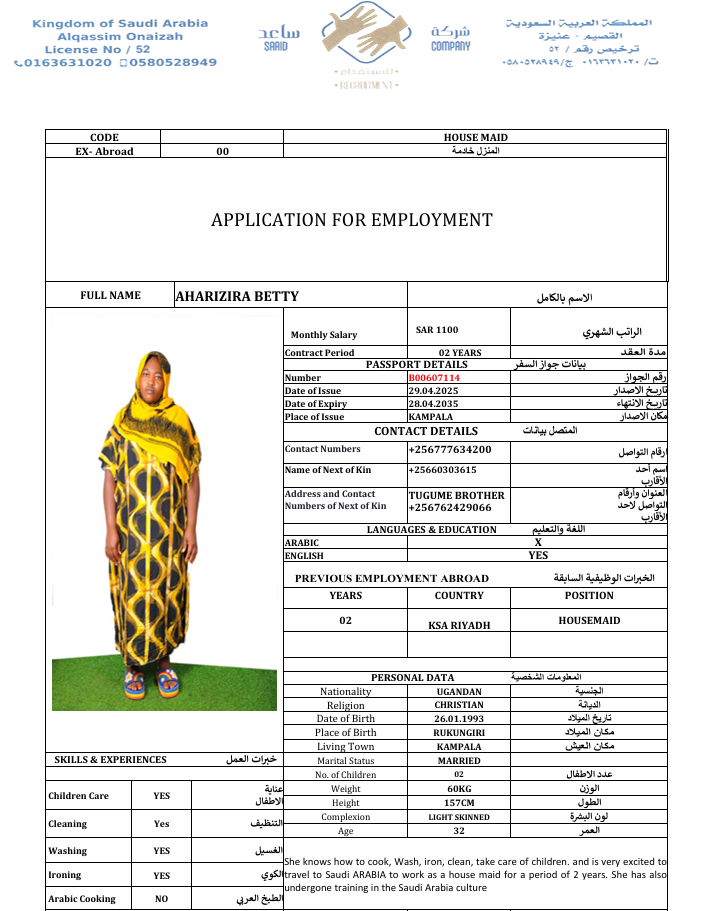 Kingdom of Saudi Arabia
Alqassim Onaizah
License No / 52
0163631020 0580528949
ساعد
SAAID
شركة
COMPANY
للاستقدام
• RECRUITMENT •
المملكة العربية السعودية
القصيم - عنيزة
ترخيص رقم / ٥٢
ت/ ٠١٦٣٦٣١٠٢٠ ج/ ٠٥٨٠٥٢٨٩٤٩
CODE HOUSE MAID
EX- Abroad 00 المنزل خادمة
APPLICATION FOR EMPLOYMENT
FULL NAME AHARIZIRA BETTY الاسم بالكامل
Monthly Salary SAR 1100 الراتب الشهري
Contract Period 02 YEARS مدة العقد
PASSPORT DETAILS بيانات جواز السفر
Number B00607114 رقم الجواز
Date of Issue 29.04.2025 تاريخ الاصدار
Date of Expiry 28.04.2035 تاريخ الانتهاء
Place of Issue KAMPALA مكان الاصدار
CONTACT DETAILS المتصل بيانات
Contact Numbers +256777634200 ارقام التواصل
Name of Next of Kin +25660303615 اسم أحد
الأقارب
Address and Contact TUGUME BROTHER العنوان وأرقام
Numbers of Next of Kin +256762429066 التواصل لاحد
الأقارب
LANGUAGES & EDUCATION اللغة والتعليم
ARABIC X
ENGLISH YES
PREVIOUS EMPLOYMENT ABROAD الخبرات الوظيفية السابقة
YEARS COUNTRY POSITION
02 KSA RIYADH HOUSEMAID
PERSONAL DATA المعلومات الشخصية
Nationality UGANDAN الجنسية
Religion CHRISTIAN الديانة
Date of Birth 26.01.1993 تاريخ الميلاد
Place of Birth RUKUNGIRI مكان الميلاد
Living Town KAMPALA مكان العيش
Marital Status MARRIED
No. of Children 02 عدد الاطفال
Weight 60KG الوزن
Height 157CM الطول
Complexion LIGHT SKINNED لون البشرة
Age 32 العمر
SKILLS & EXPERIENCES خبرات العمل
Children Care YES عناية
الاطفال
Cleaning Yes التنظيف
Washing YES الغسيل
Ironing YES الكوي
Arabic Cooking NO الطبخ العربي
She knows how to cook, Wash, iron, clean, take care of children. and is very excited to
travel to Saudi ARABIA to work as a house maid for a period of 2 years. She has also
undergone training in the Saudi Arabia culture